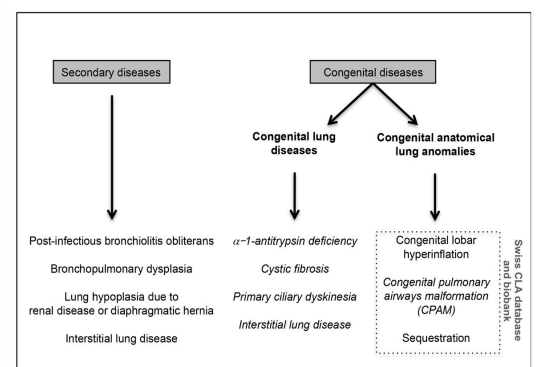 Secondary diseases
Congenital diseases
Congenital lung
diseases
Congenital anatomical
lung anomalies
Post-infectious bronchiolitis obliterans
Bronchopulmonary dysplasia
Lung hypoplasia due to
renal disease or diaphragmatic hernia
Interstitial lung disease
α−1-antitrypsin deficiency
Cystic fibrosis
Primary ciliary dyskinesia
Interstitial lung disease
Congenital lobar
hyperinflation
Congenital pulmonary
airways malformation
(CPAM)
Sequestration
Swiss CLA database
and biobank